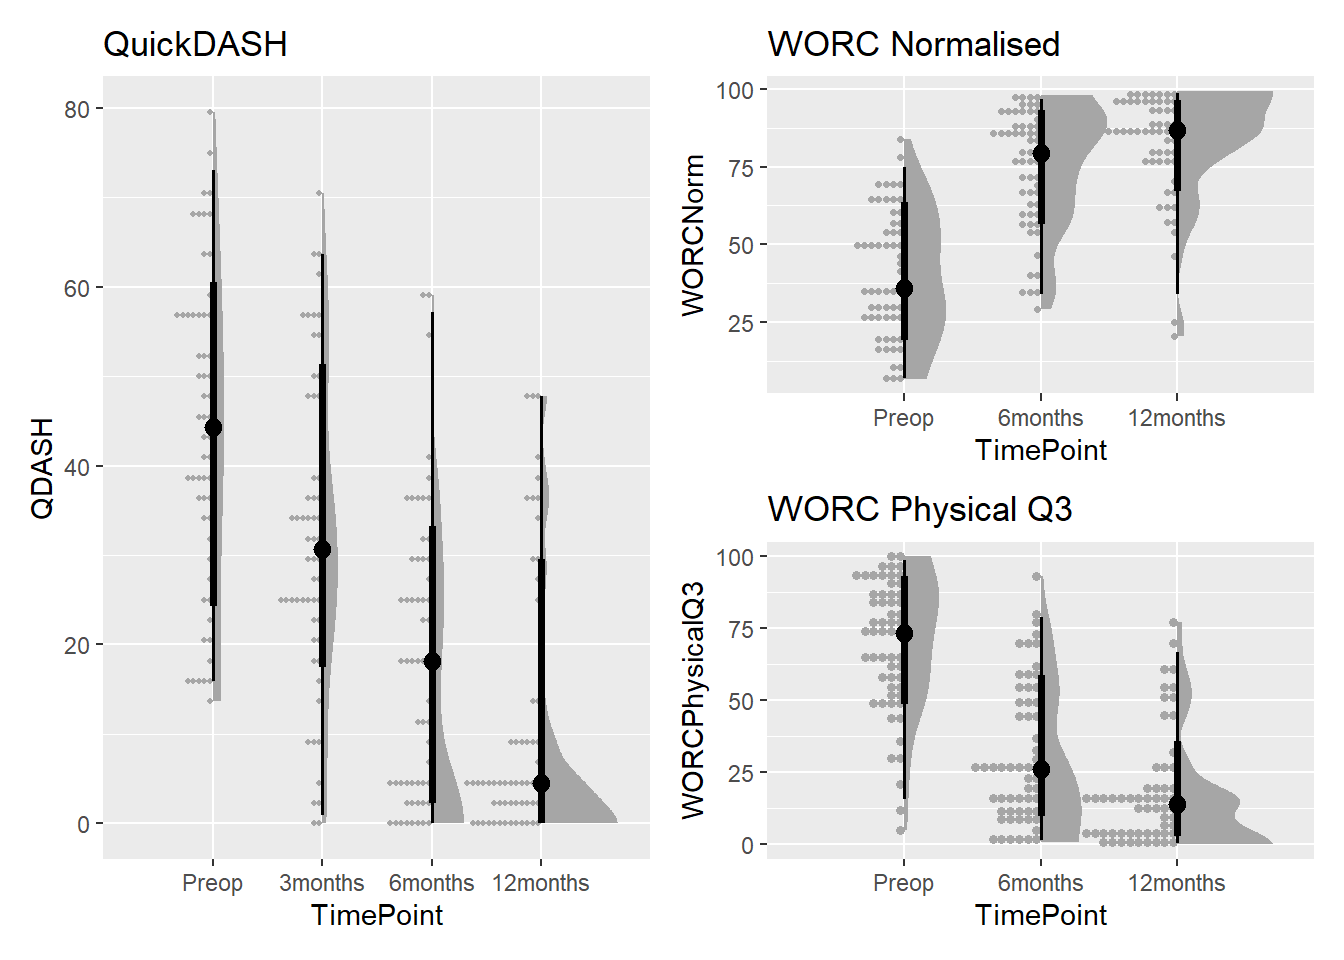 QuickDASH
80
60
40
20
0
QDASH
Preop 3months 6months 12months
TimePoint
WORC Normalised
100
75
50
25
WORCNorm
Preop 6months 12months
TimePoint
WORC Physical Q3
100
75
50
25
0
WORCPhysicalQ3
Preop 6months 12months
TimePoint